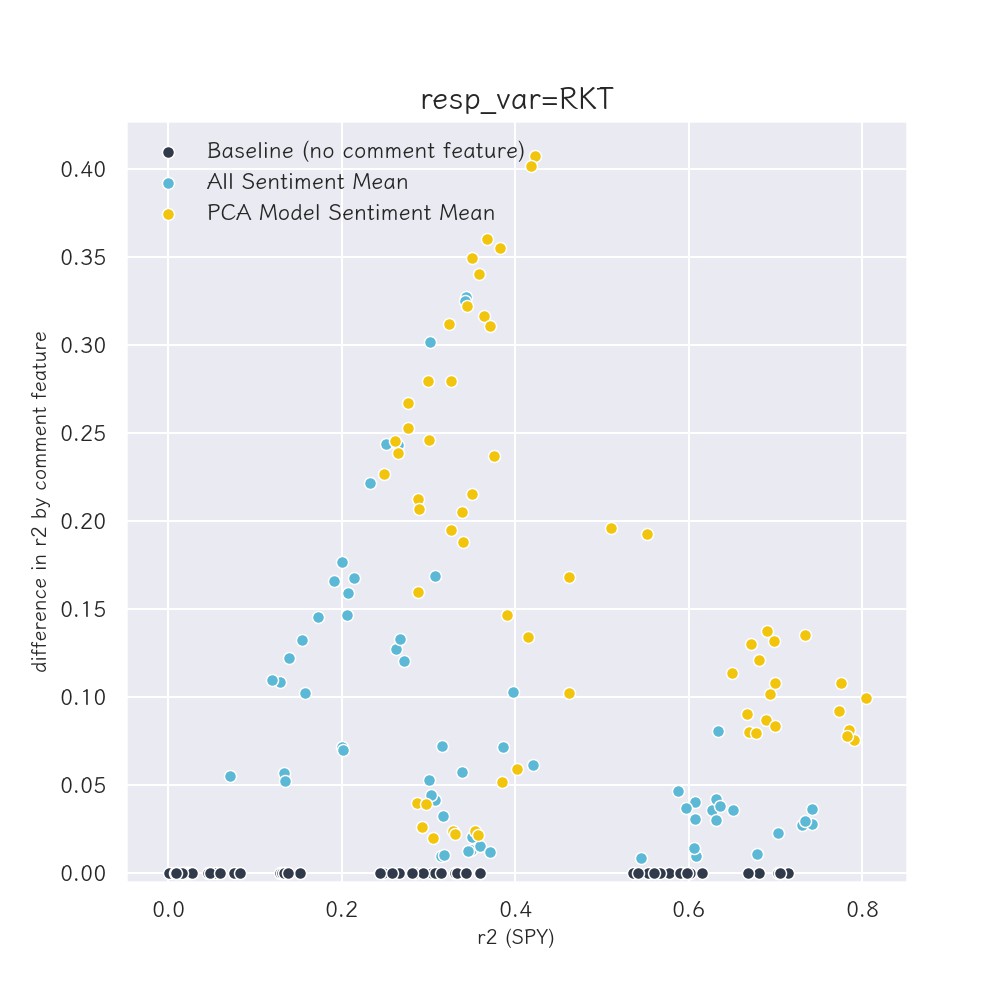 resp_var=RKT
Baseline (no comment feature)
All Sentiment Mean
PCA Model Sentiment Mean
difference in r2 by comment feature
0.40
0.35
0.30
0.25
0.20
0.15
0.10
0.05
0.00
0.0 0.2 0.4 0.6 0.8
r2 (SPY)